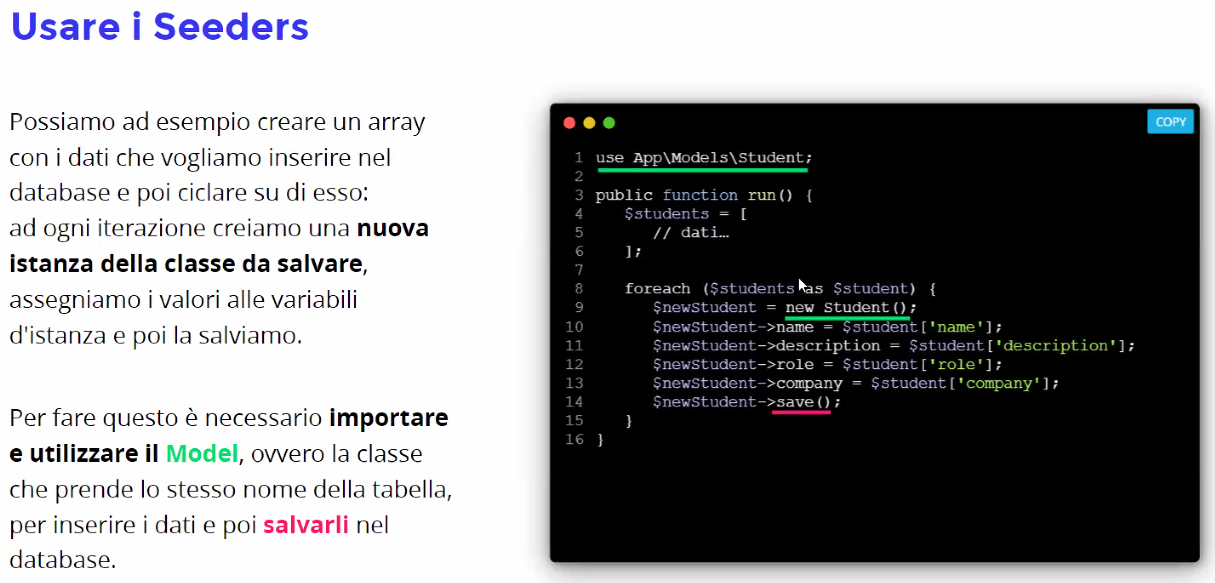 Usare i Seeders
Possiamo ad esempio creare un array
con i dati che vogliamo inserire nel
database e poi ciclare su di esso:
ad ogni iterazione creiamo una nuova
istanza della classe da salvare,
assegniamo i valori alle variabili
d'istanza e poi la salviamo.
Per fare questo è necessario importare
e utilizzare il Model, ovvero la classe
che prende lo stesso nome della tabella,
per inserire i dati e poi salvarli nel
database.
COPY
1 use App\Models\Student;
2
3 public function run() {
4 $students = [
5 // dati…
6 ];
7
8 foreach ($students as $student) {
9 $newStudent = new Student();
10 $newStudent->name = $student['name'];
11 $newStudent->description = $student['description'];
12 $newStudent->role = $student['role'];
13 $newStudent->company = $student['company'];
14 $newStudent->save();
15 }
16 }